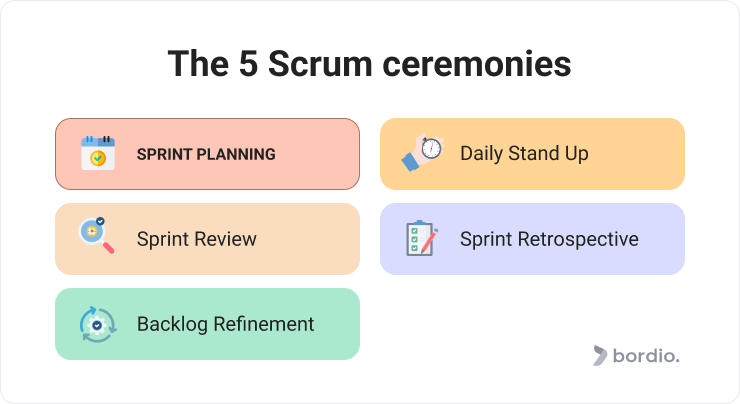 The 5 Scrum ceremonies
SPRINT PLANNING
Daily Stand Up
Sprint Review
Sprint Retrospective
Backlog Refinement
bordio.